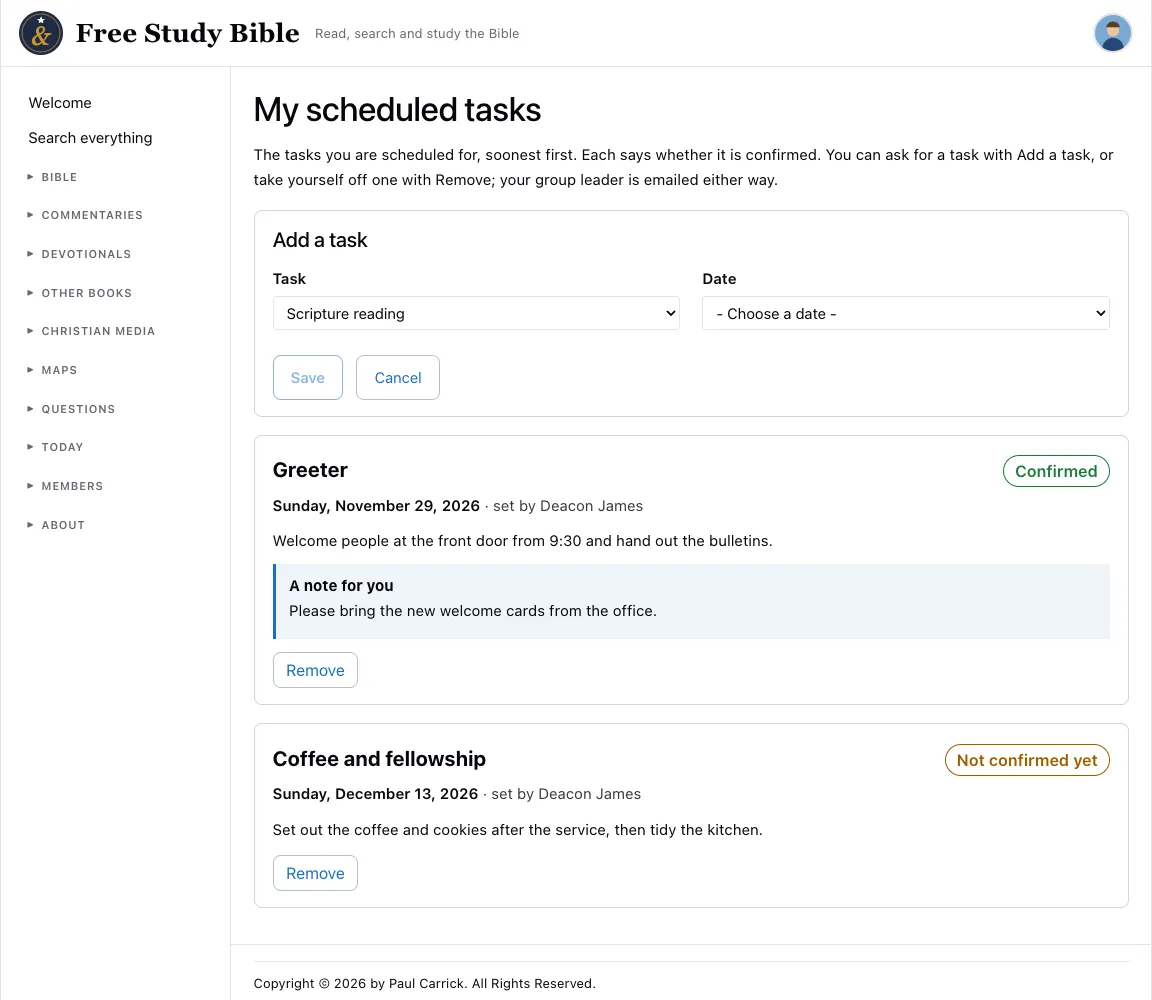 &
Free Study Bible
Read, search and study the Bible
Welcome
Search everything
BIBLE
COMMENTARIES
DEVOTIONALS
OTHER BOOKS
CHRISTIAN MEDIA
MAPS
QUESTIONS
TODAY
MEMBERS
ABOUT
My scheduled tasks
The tasks you are scheduled for, soonest first. Each says whether it is confirmed. You can ask for a task with Add a task, or
take yourself off one with Remove; your group leader is emailed either way.
Add a task
Task
Date
Scripture reading
- Choose a date -
Save
Cancel
Greeter
Confirmed
Sunday, November 29, 2026 · set by Deacon James
Welcome people at the front door from 9:30 and hand out the bulletins.
A note for you
Please bring the new welcome cards from the office.
Remove
Coffee and fellowship
Not confirmed yet
Sunday, December 13, 2026 · set by Deacon James
Set out the coffee and cookies after the service, then tidy the kitchen.
Remove
Copyright © 2026 by Paul Carrick. All Rights Reserved.